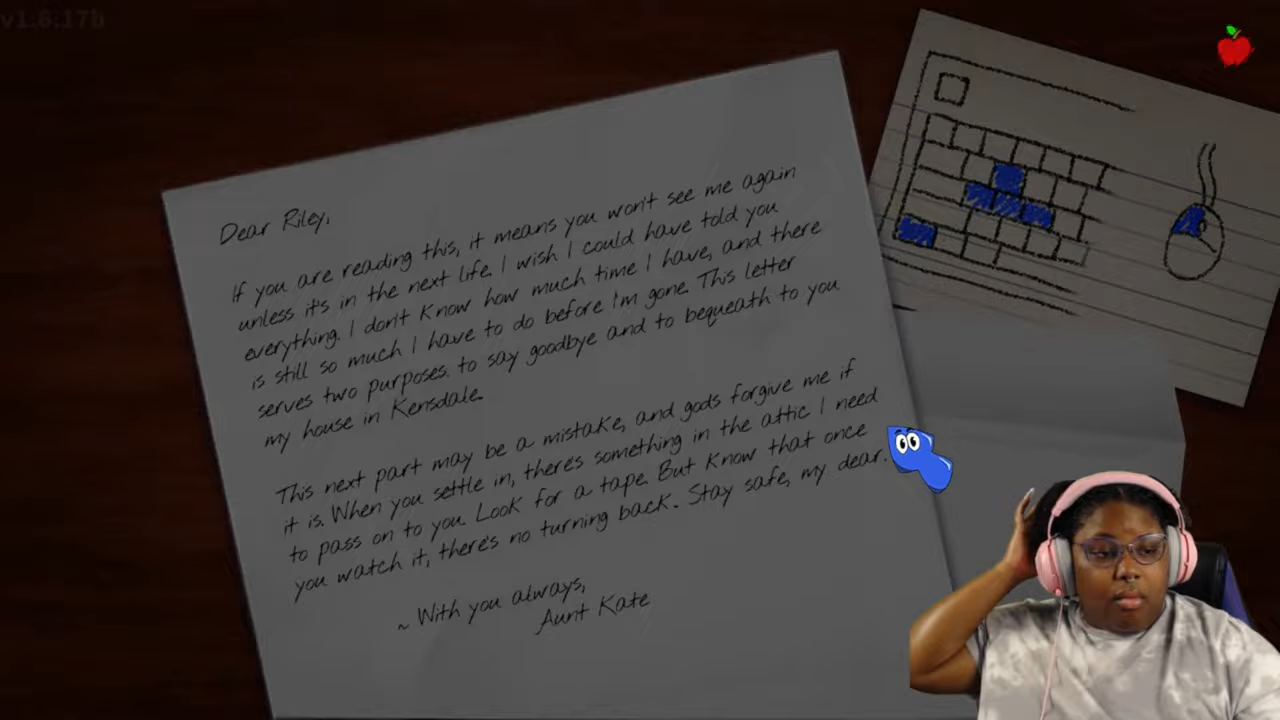 v1.6.17b
Dear Riley,
If you are reading this, it means you won't see me again
unless it's in the next life. I wish I could have told you
everything. I don't know how much time I have, and there
is still so much I have to do before I'm gone. This letter
serves two purposes: to say goodbye and to bequeath to you
my house in Kensdale.
This next part may be a mistake, and gods forgive me if
it is. When you settle in, there's something in the attic I need
to pass on to you. Look for a tape. But know that once
you watch it, there's no turning back. Stay safe, my dear.
~ With you always,
Aunt Kate